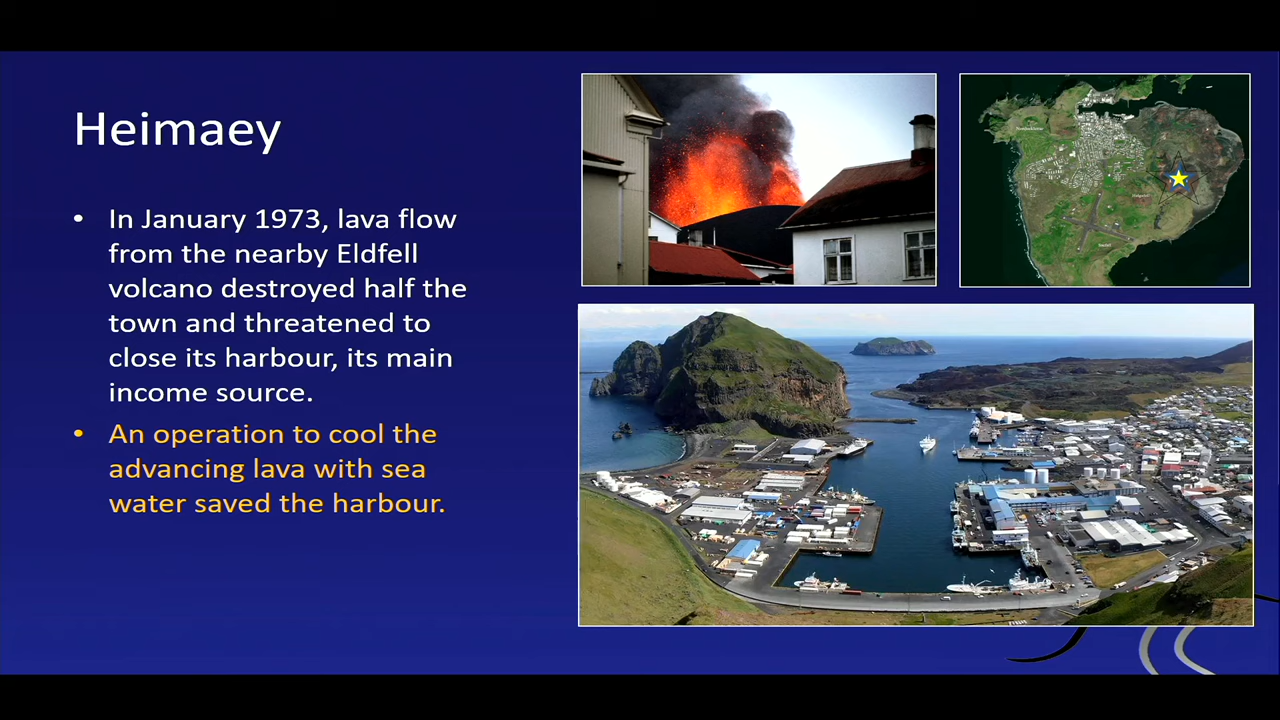 Heimaey
• In January 1973, lava flow
from the nearby Eldfell
volcano destroyed half the
town and threatened to
close its harbour, its main
income source.
• An operation to cool the
advancing lava with sea
water saved the harbour.